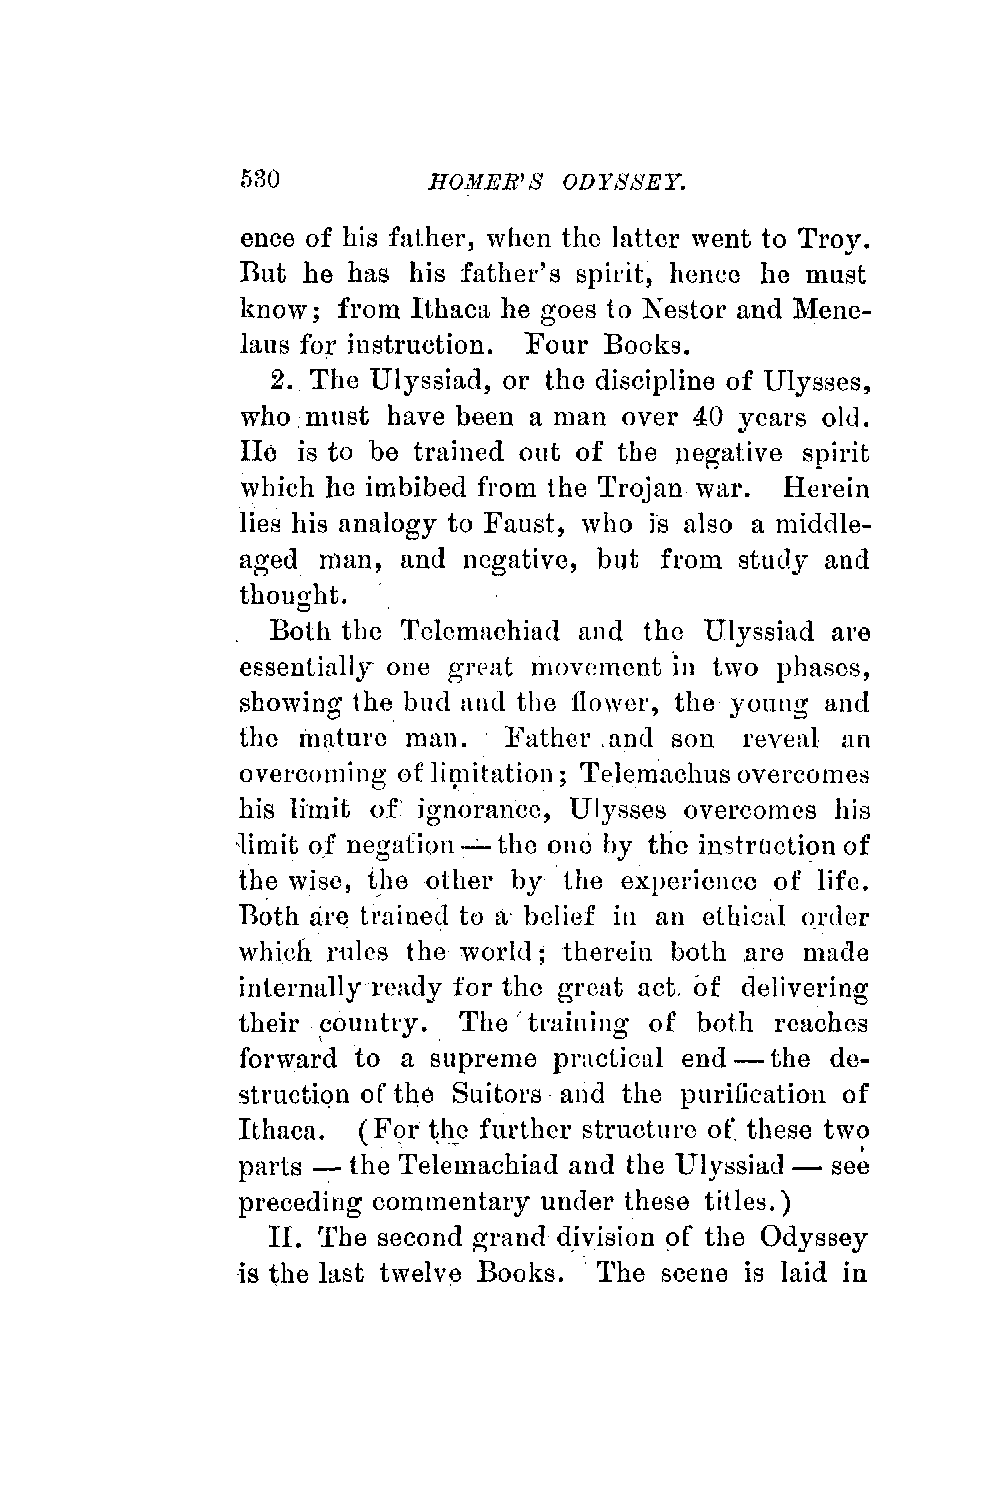 530 HOMER'S ODYSSEY.
ence of his father, when the latter went to Troy.
But he has his father's spirit, hence he must
know; from Ithaca he goes to Nestor and Mene-
laus for instruction. Four Books.
2. The Ulyssiad, or the discipline of Ulysses,
who must have been a man over 40 years old.
He is to be trained out of the negative spirit
which he imbibed from the Trojan war. Herein
lies his analogy to Faust, who is also a middle-
aged man, and negative, but from study and
thought.
Both the Telemachiad and the Ulyssiad are
essentially one great movement in two phases,
showing the bud and the flower, the young and
the mature man. Father and son reveal an
overcoming of limitation; Telemachus overcomes
his limit of ignorance, Ulysses overcomes his
limit of negation — the one by the instruction of
the wise, the other by the experience of life.
Both are trained to a belief in an ethical order
which rules the world; therein both are made
internally ready for the great act of delivering
their country. The training of both reaches
forward to a supreme practical end — the de-
struction of the Suitors and the purification of
Ithaca. (For the further structure of these two
parts — the Telemachiad and the Ulyssiad — see
preceding commentary under these titles.)
II. The second grand division of the Odyssey
is the last twelve Books. The scene is laid in